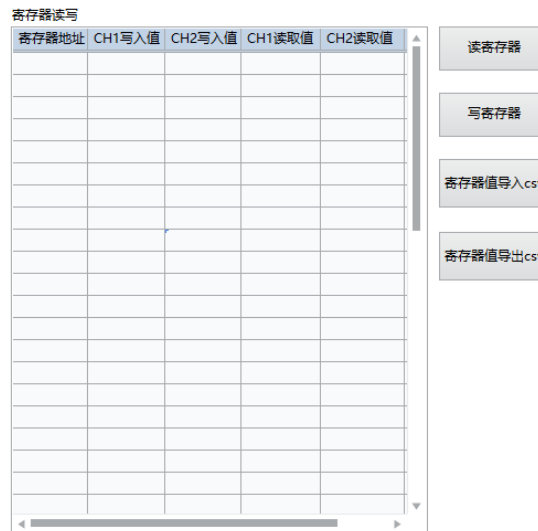 寄存器读写
寄存器地址 CH1写入值 CH2写入值 CH1读取值 CH2读取值
读寄存器
写寄存器
寄存器值导入cs
寄存器值导出cs